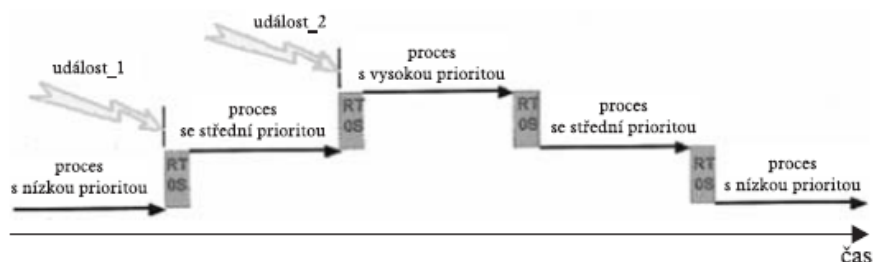 událost_1
událost_2
proces
s nízkou prioritou
RT
OS
proces
se střední prioritou
RT
OS
proces
s vysokou prioritou
RT
OS
proces
se střední prioritou
RT
OS
proces
s nízkou prioritou
čas